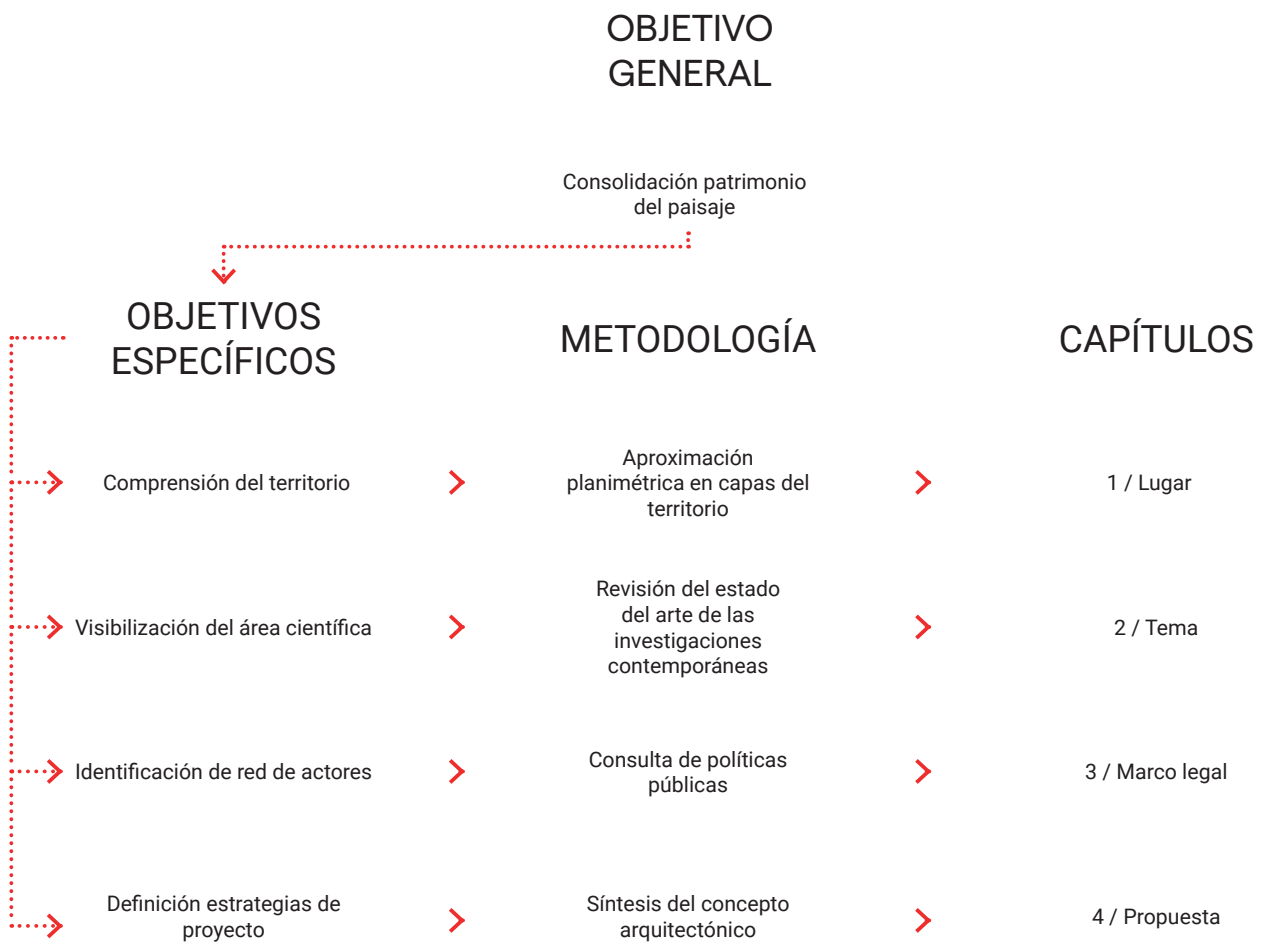 OBJETIVO
GENERAL
Consolidación patrimonio
del paisaje
OBJETIVOS
ESPECÍFICOS
METODOLOGÍA
CAPÍTULOS
Comprensión del territorio
Aproximación
planimétrica en capas del
territorio
1 / Lugar
Visibilización del área científica
Revisión del estado
del arte de las
investigaciones
contemporáneas
2 / Tema
Identificación de red de actores
Consulta de políticas
públicas
3 / Marco legal
Definición estrategias de
proyecto
Síntesis del concepto
arquitectónico
4 / Propuesta